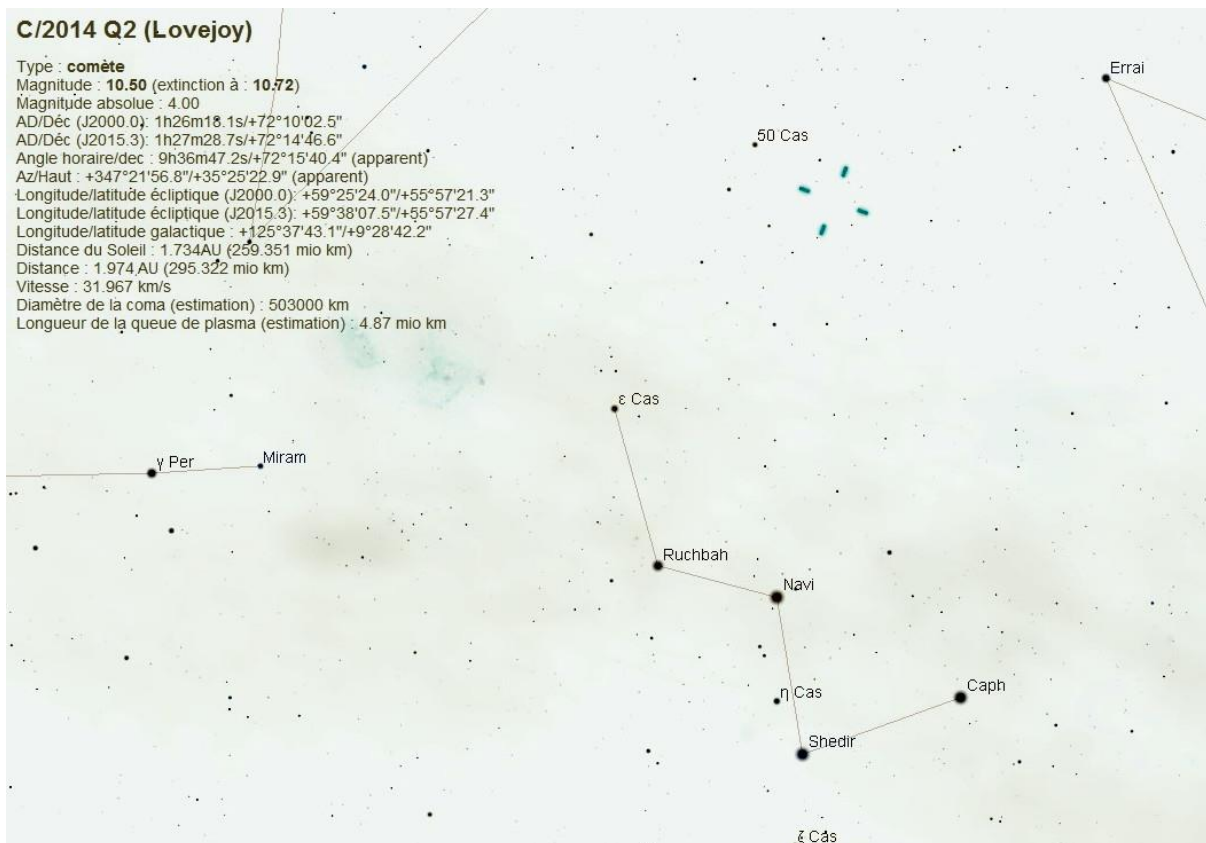 C/2014 Q2 (Lovejoy)
Type : comète
Magnitude : 10.50 (extinction à : 10.72)
Magnitude absolue : 4.00
AD/Déc (J2000.0): 1h26m18.1s/+72°10'02.5"
AD/Déc (J2015.3): 1h27m28.7s/+72°14'46.6"
Angle horaire/dec : 9h36m47.2s/+72°15'40.4" (apparent)
Az/Haut : +347°21'56.8"/+35°25'22.9" (apparent)
Longitude/latitude écliptique (J2000.0): +59°25'24.0"/+55°57'21.3"
Longitude/latitude écliptique (J2015.3): +59°38'07.5"/+55°57'27.4"
Longitude/latitude galactique : +125°37'43.1"/+9°28'42.2"
Distance du Soleil : 1.734AU (259.351 mio km)
Distance : 1.974 AU (295.322 mio km)
Vitesse : 31.967 km/s
Diamètre de la coma (estimation) : 503000 km
Longueur de la queue de plasma (estimation) : 4.87 mio km
Errai
50 Cas
ε Cas
γ Per
Miram
Ruchbah
Navi
Caph
η Cas
Shedir
ζ Cas